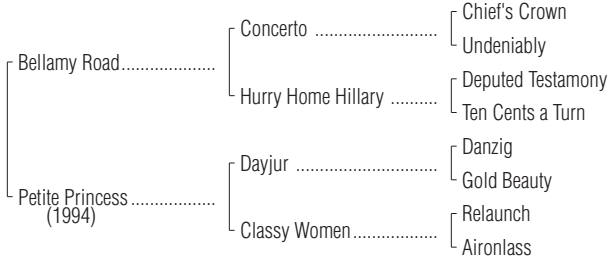 Chief's Crown
Concerto ....................
Undeniably
Bellamy Road...................
Deputed Testamony
Hurry Home Hillary ..........
Ten Cents a Turn
Danzig
Dayjur ..........................
Gold Beauty
Petite Princess .................
(1994)
Relaunch
Classy Women..................
Aironlass